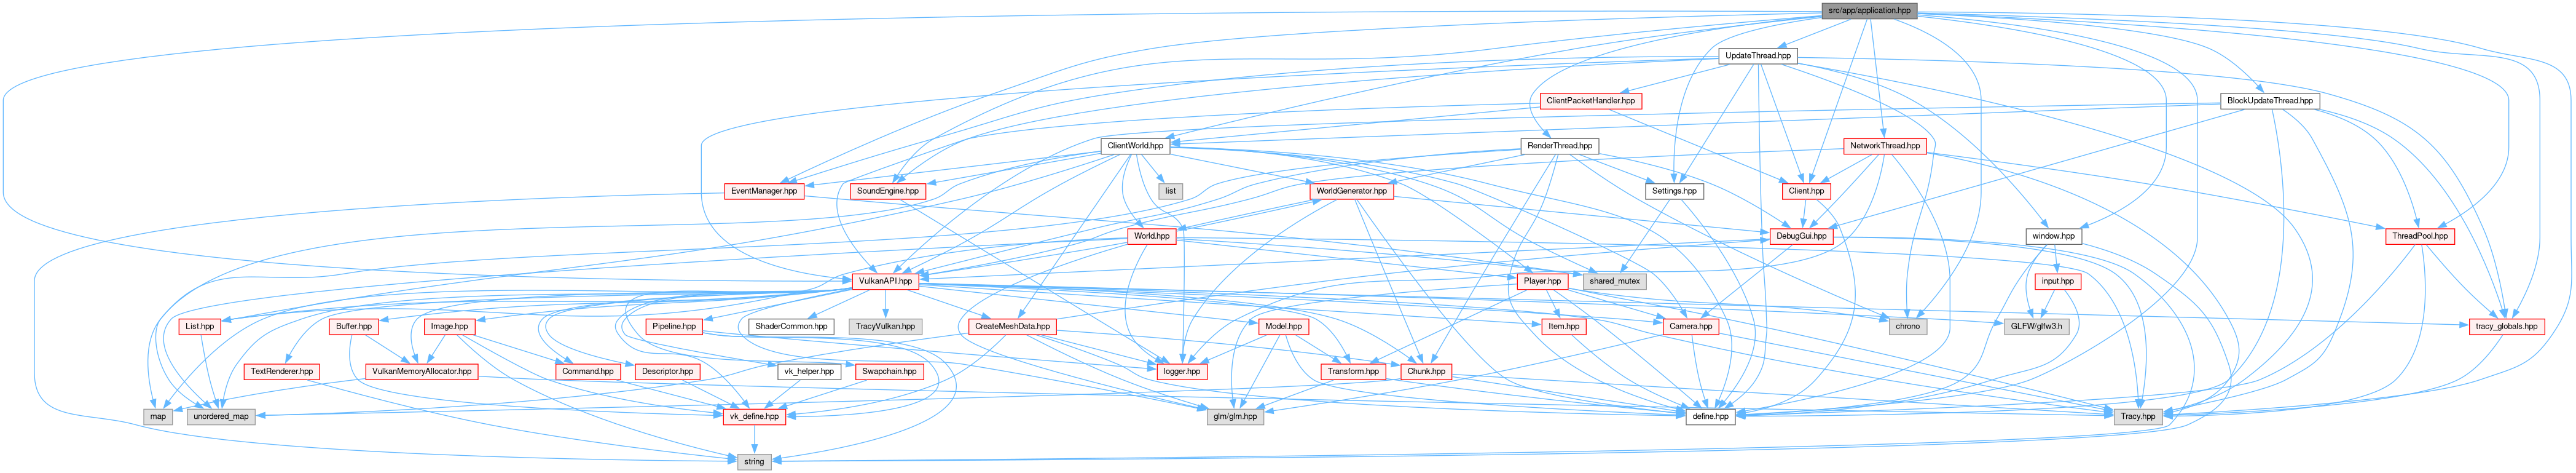 src/app/application.hpp
UpdateThread.hpp
ClientPacketHandler.hpp
BlockUpdateThread.hpp
ClientWorld.hpp
RenderThread.hpp
NetworkThread.hpp
EventManager.hpp
SoundEngine.hpp
list
WorldGenerator.hpp
Settings.hpp
Client.hpp
World.hpp
DebugGui.hpp
window.hpp
ThreadPool.hpp
VulkanAPI.hpp
Player.hpp
shared_mutex
input.hpp
List.hpp
Buffer.hpp
Image.hpp
Pipeline.hpp
ShaderCommon.hpp
TracyVulkan.hpp
CreateMeshData.hpp
Model.hpp
Item.hpp
Camera.hpp
chrono
GLFW/glfw3.h
tracy_globals.hpp
TextRenderer.hpp
VulkanMemoryAllocator.hpp
Command.hpp
Descriptor.hpp
vk_helper.hpp
Swapchain.hpp
logger.hpp
Transform.hpp
Chunk.hpp
map
unordered_map
vk_define.hpp
glm/glm.hpp
define.hpp
Tracy.hpp
string